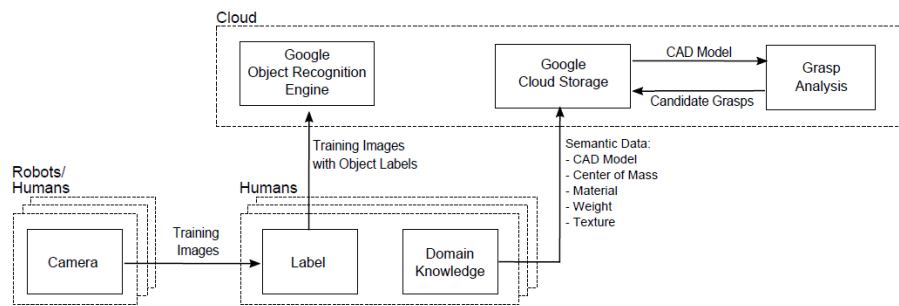 Cloud
Google
Object Recognition
Engine
Google
Cloud Storage
CAD Model
Candidate Grasps
Grasp
Analysis
Training Images
with Object Labels
Semantic Data:
- CAD Model
- Center of Mass
- Material
- Weight
- Texture
Robots/
Humans
Camera
Training
Images
Humans
Label
Domain
Knowledge